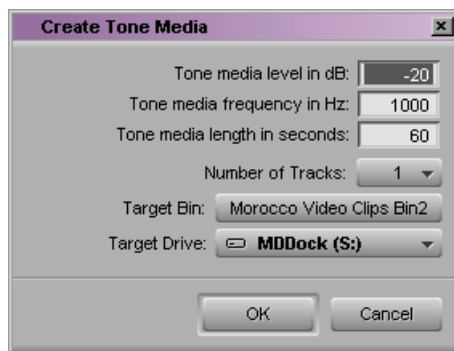 Create Tone Media
Tone media level in dB: -20
Tone media frequency in Hz: 1000
Tone media length in seconds: 60
Number of Tracks: 1
Target Bin: Morocco Video Clips Bin2
Target Drive: MDDock (S:)
OK Cancel